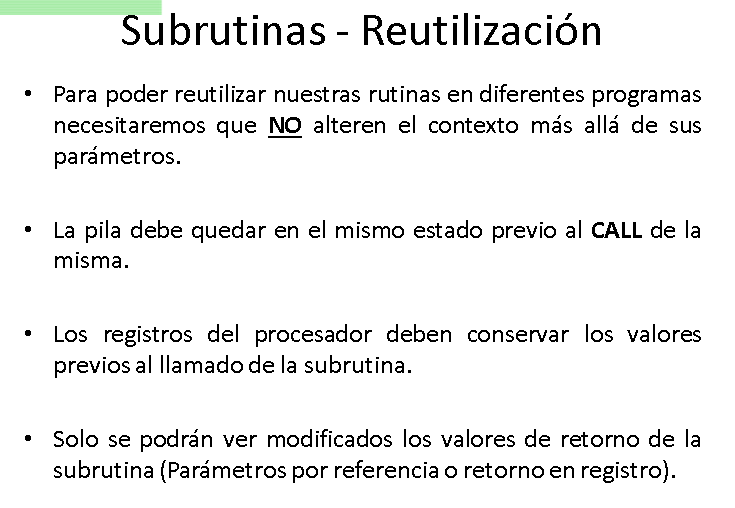 Subrutinas - Reutilización
• Para poder reutilizar nuestras rutinas en diferentes programas
necesitaremos que NO alteren el contexto más allá de sus
parámetros.
• La pila debe quedar en el mismo estado previo al CALL de la
misma.
• Los registros del procesador deben conservar los valores
previos al llamado de la subrutina.
• Solo se podrán ver modificados los valores de retorno de la
subrutina (Parámetros por referencia o retorno en registro).